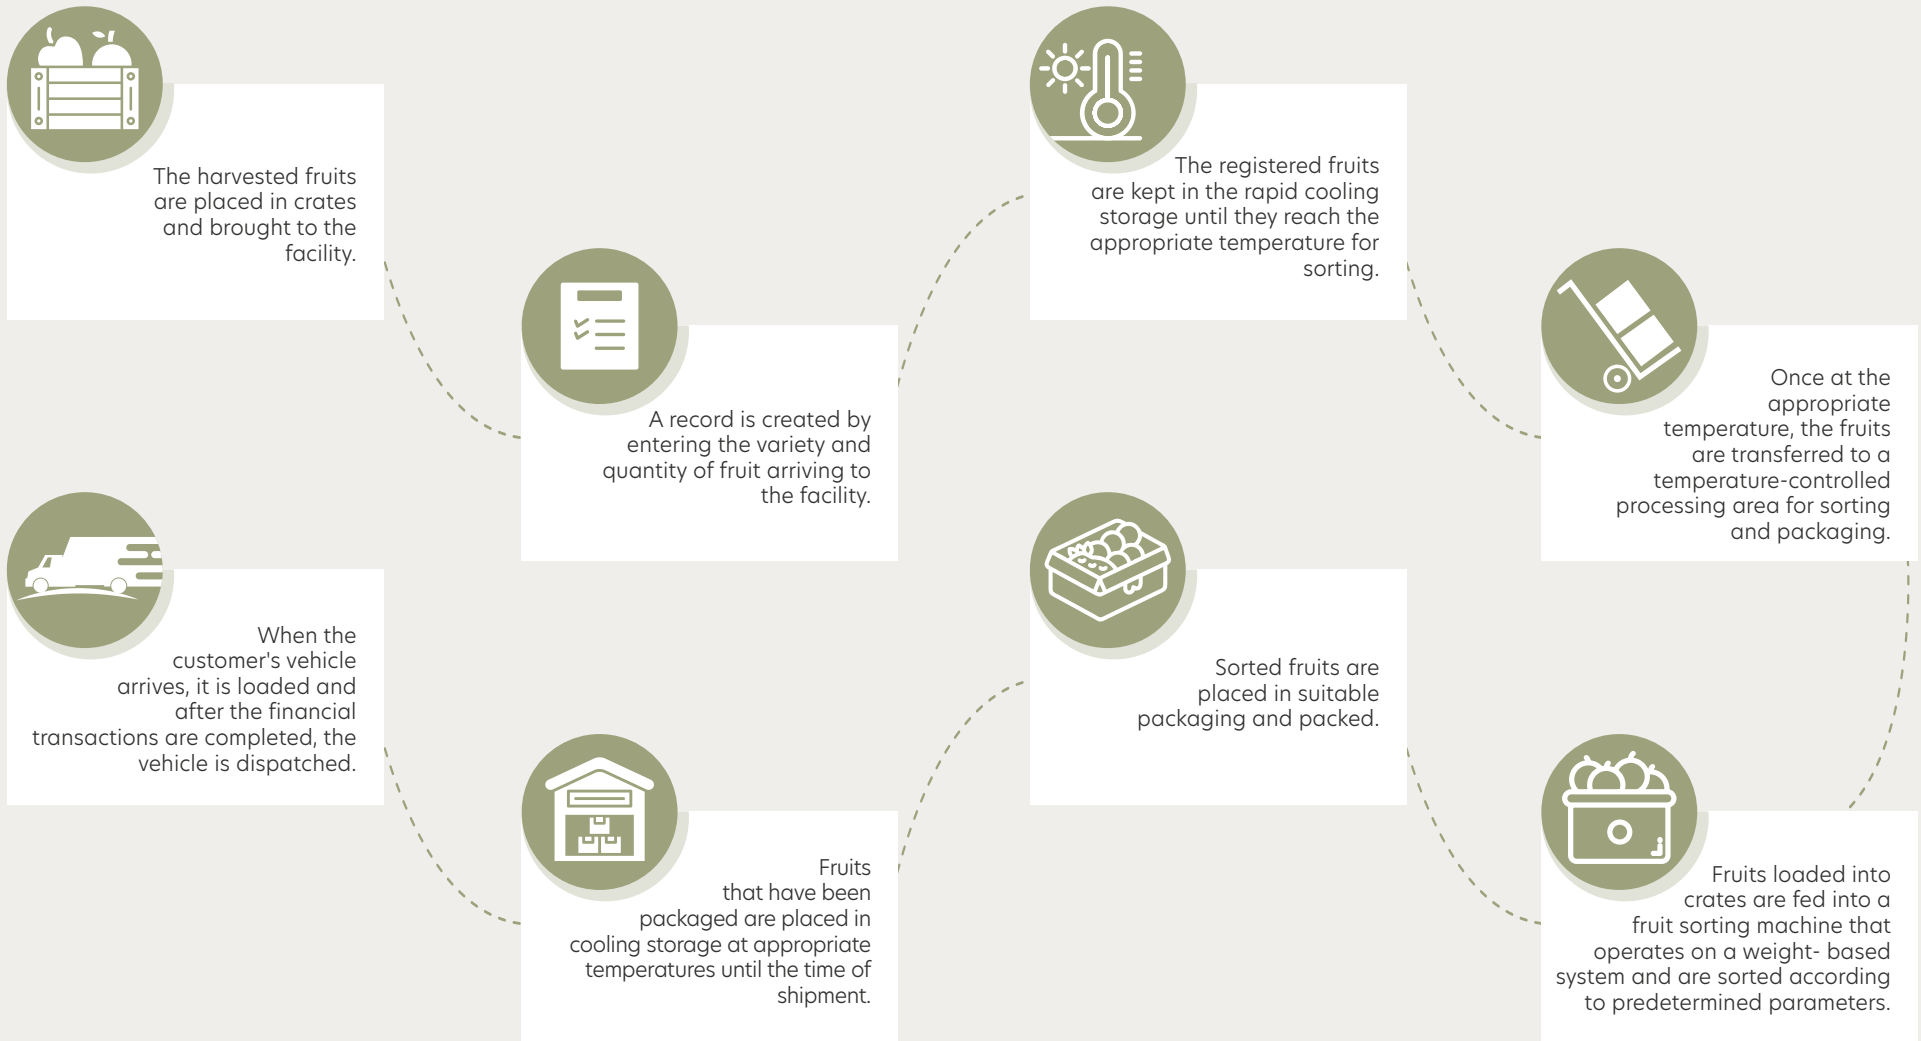 The harvested fruits
are placed in crates
and brought to the
facility.
A record is created by
entering the variety and
quantity of fruit arriving to
the facility.
The registered fruits
are kept in the rapid cooling
storage until they reach the
appropriate temperature for
sorting.
Once at the
appropriate
temperature, the fruits
are transferred to a
temperature-controlled
processing area for sorting
and packaging.
Fruits loaded into
crates are fed into a
fruit sorting machine that
operates on a weight- based
system and are sorted according
to predetermined parameters.
Sorted fruits are
placed in suitable
packaging and packed.
Fruits
that have been
packaged are placed in
cooling storage at appropriate
temperatures until the time of
shipment.
When the
customer's vehicle
arrives, it is loaded and
after the financial
transactions are completed, the
vehicle is dispatched.